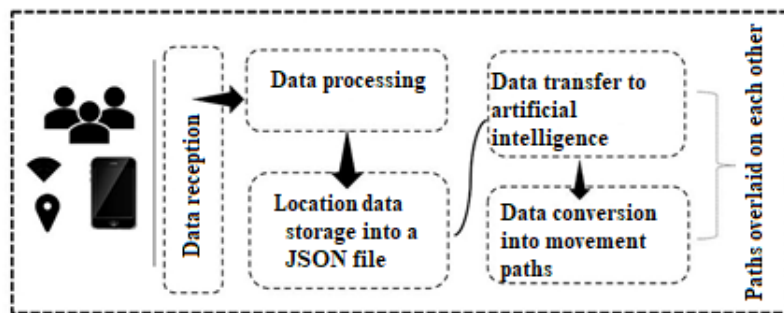 Data reception
Data processing
Location data
storage into a
JSON file
Data transfer to
artificial
intelligence
Data conversion
into movement
paths
Paths overlaid on each other